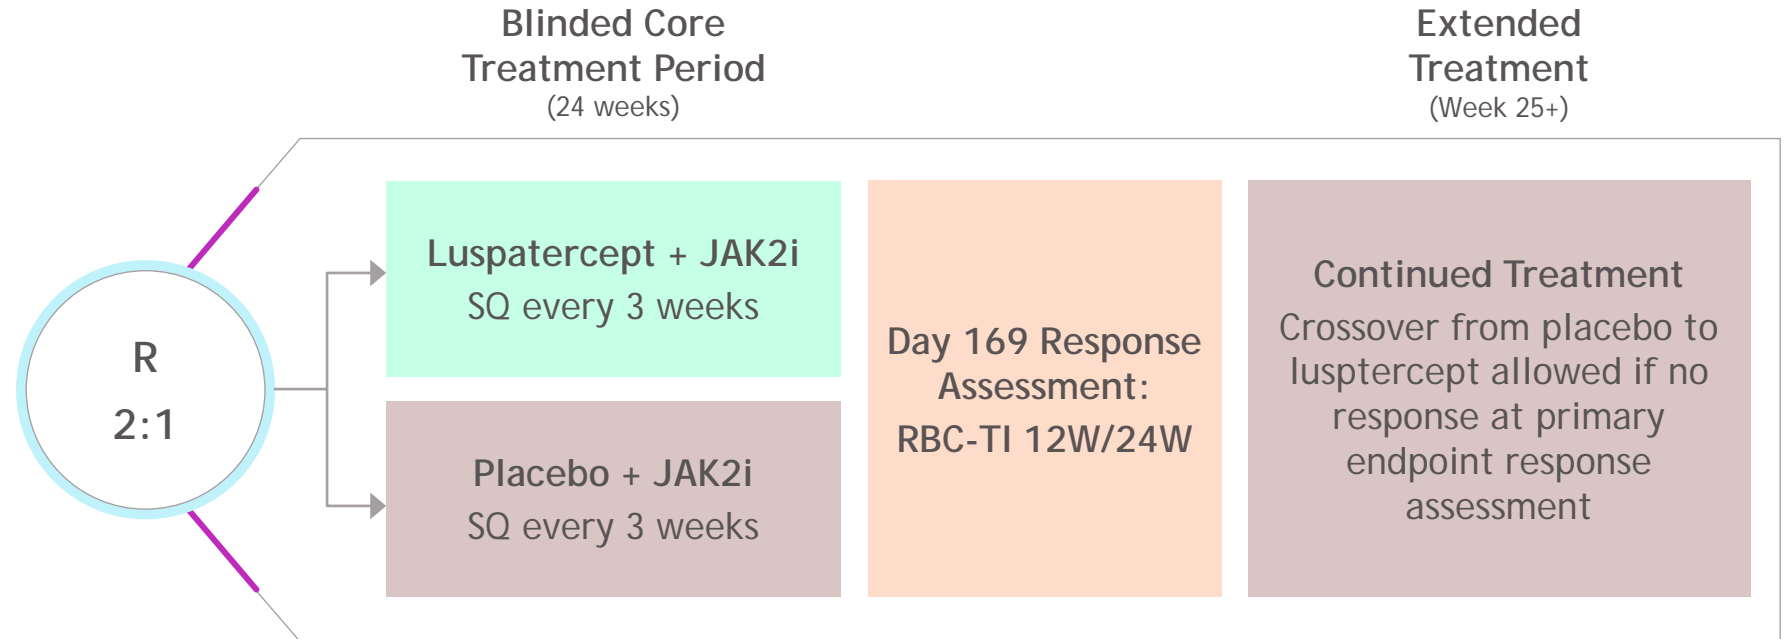 Blinded Core
Treatment Period
(24 weeks)
Extended
Treatment
(Week 25+)
R
2:1
Luspatercept + JAK2i
SQ every 3 weeks
Placebo + JAK2i
SQ every 3 weeks
Day 169 Response
Assessment:
RBC-TI 12W/24W
Continued Treatment
Crossover from placebo to
lusptercept allowed if no
response at primary
endpoint response
assessment